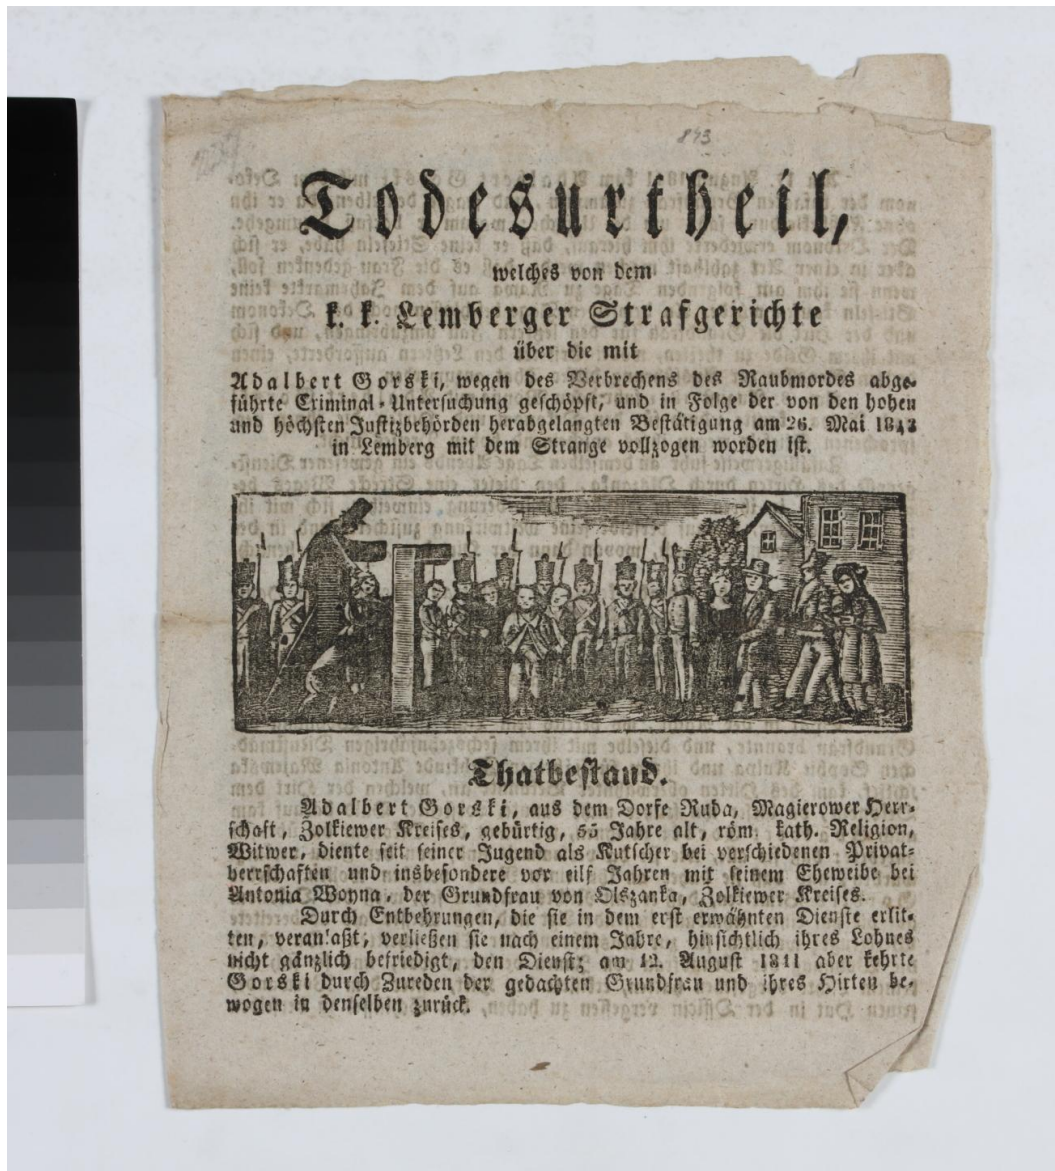 843
Todesurtheil,
welches von dem
k. k. Lemberger Strafgerichte
über die mit
Adalbert Gorski, wegen des Verbrechens des Raubmordes abge-
führte Criminal-Untersuchung geschöpft, und in Folge der von den hohen
und höchsten Justizbehörden herabgelangten Bestätigung am 26. Mai 1843
in Lemberg mit dem Strange vollzogen worden ist.
Thatbestand.
Adalbert Gorski, aus dem Dorfe Ruda, Magierower Herr-
schaft, Zolkiewer Kreises, gebürtig, 55 Jahre alt, röm. kath. Religion,
Witwer, diente seit seiner Jugend als Kutscher bei verschiedenen Privat-
herrschaften und insbesondere vor eilf Jahren mit seinem Eheweibe bei
Antonia Woyna, der Grundfrau von Olszanka, Zolkiewer Kreises.
Durch Entbehrungen, die sie in dem erst erwähnten Dienste erlit-
ten, veranlaßt, verließen sie nach einem Jahre, hinsichtlich ihres Lohnes
nicht gänzlich befriedigt, den Dienst; am 12. August 1841 aber kehrte
Gorski durch Zureden der gedachten Grundfrau und ihres Hirten be-
wogen in denselben zurück.